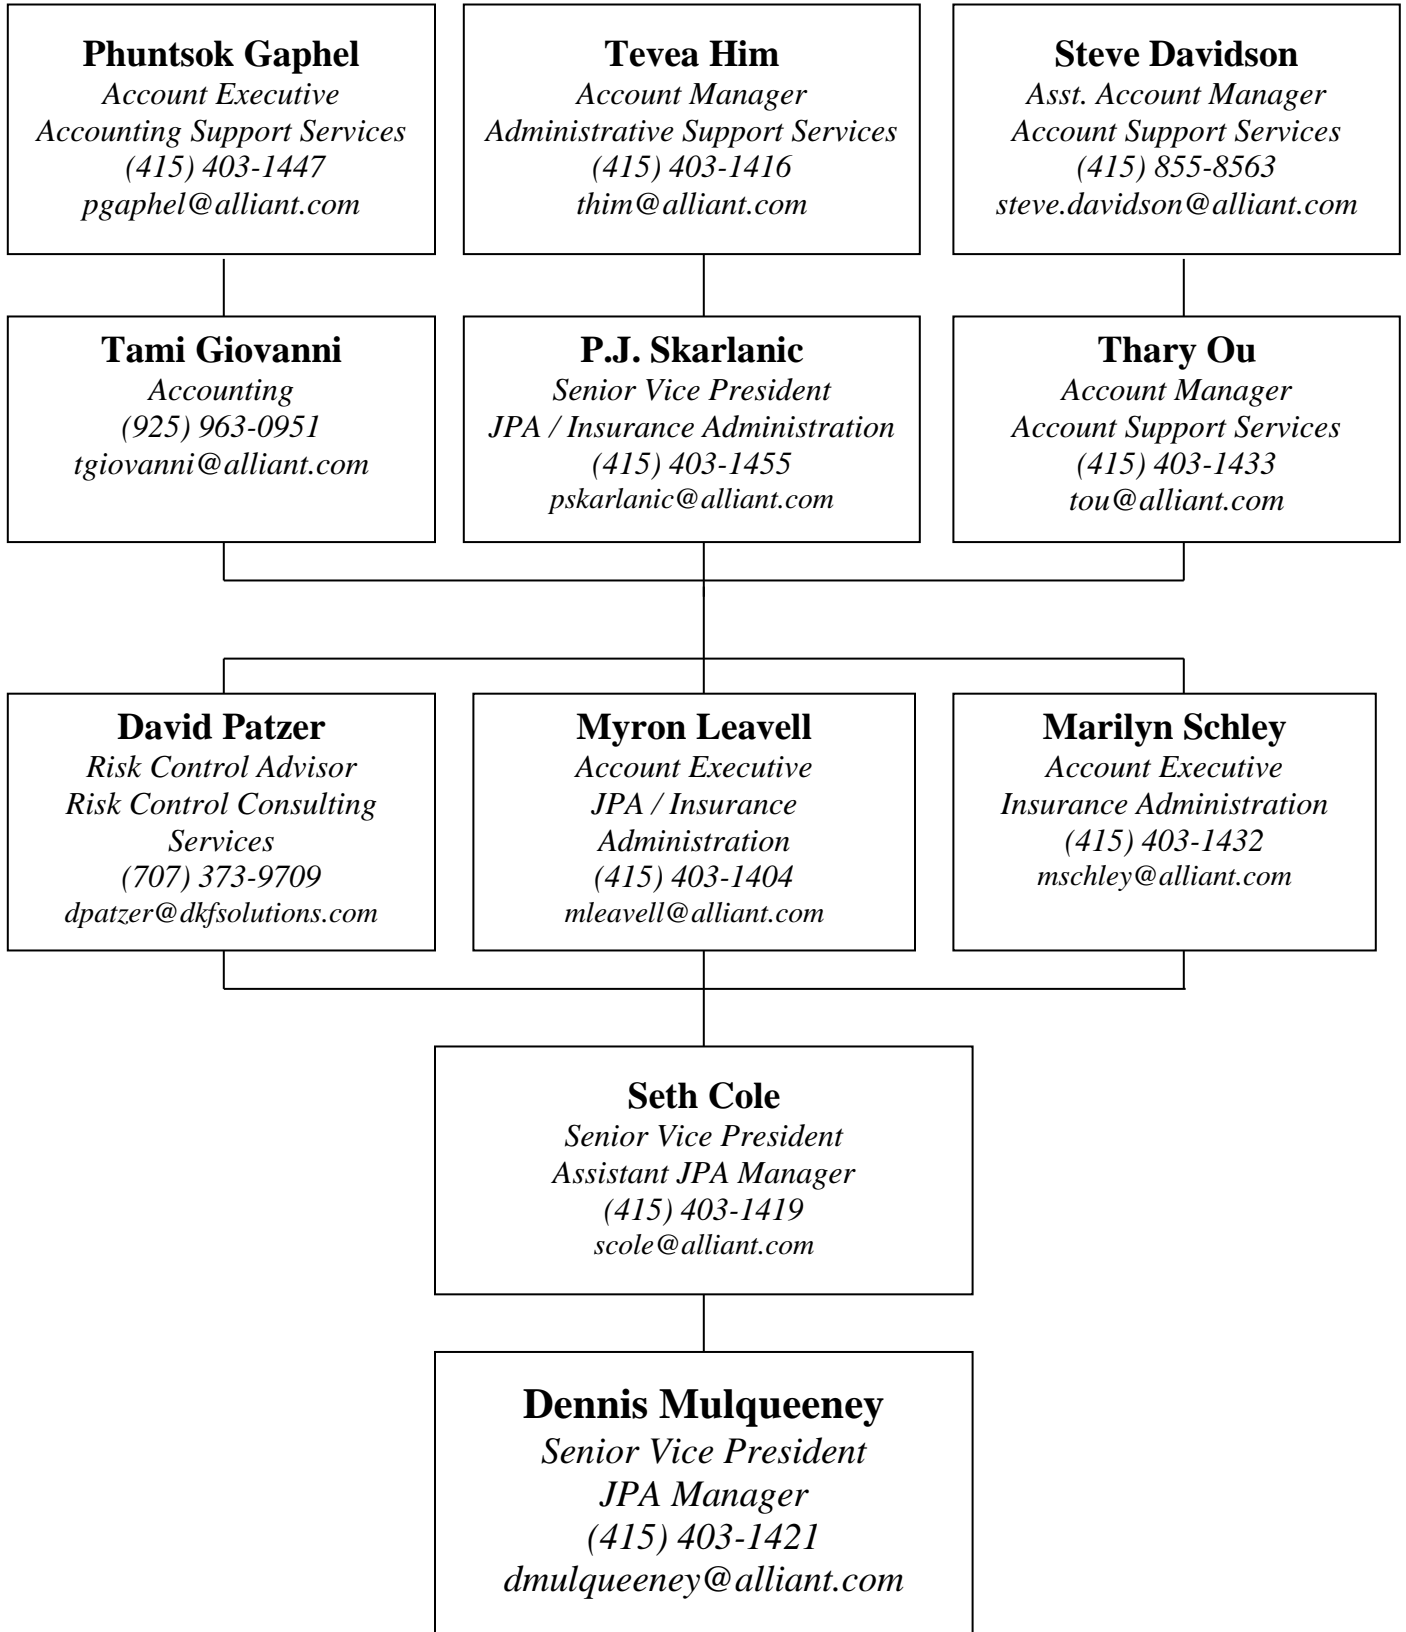 Phuntsok Gaphel
Account Executive
Accounting Support Services
(415) 403-1447
pgaphel@alliant.com
Tevea Him
Account Manager
Administrative Support Services
(415) 403-1416
thim@alliant.com
Steve Davidson
Asst. Account Manager
Account Support Services
(415) 855-8563
steve.davidson@alliant.com
Tami Giovanni
Accounting
(925) 963-0951
tgiovanni@alliant.com
P.J. Skarlanic
Senior Vice President
JPA / Insurance Administration
(415) 403-1455
pskarlanic@alliant.com
Thary Ou
Account Manager
Account Support Services
(415) 403-1433
tou@alliant.com
David Patzer
Risk Control Advisor
Risk Control Consulting
Services
(707) 373-9709
dpatzer@dkfsolutions.com
Myron Leavell
Account Executive
JPA / Insurance
Administration
(415) 403-1404
mleavell@alliant.com
Marilyn Schley
Account Executive
Insurance Administration
(415) 403-1432
mschley@alliant.com
Seth Cole
Senior Vice President
Assistant JPA Manager
(415) 403-1419
scole@alliant.com
Dennis Mulqueeney
Senior Vice President
JPA Manager
(415) 403-1421
dmulqueeney@alliant.com